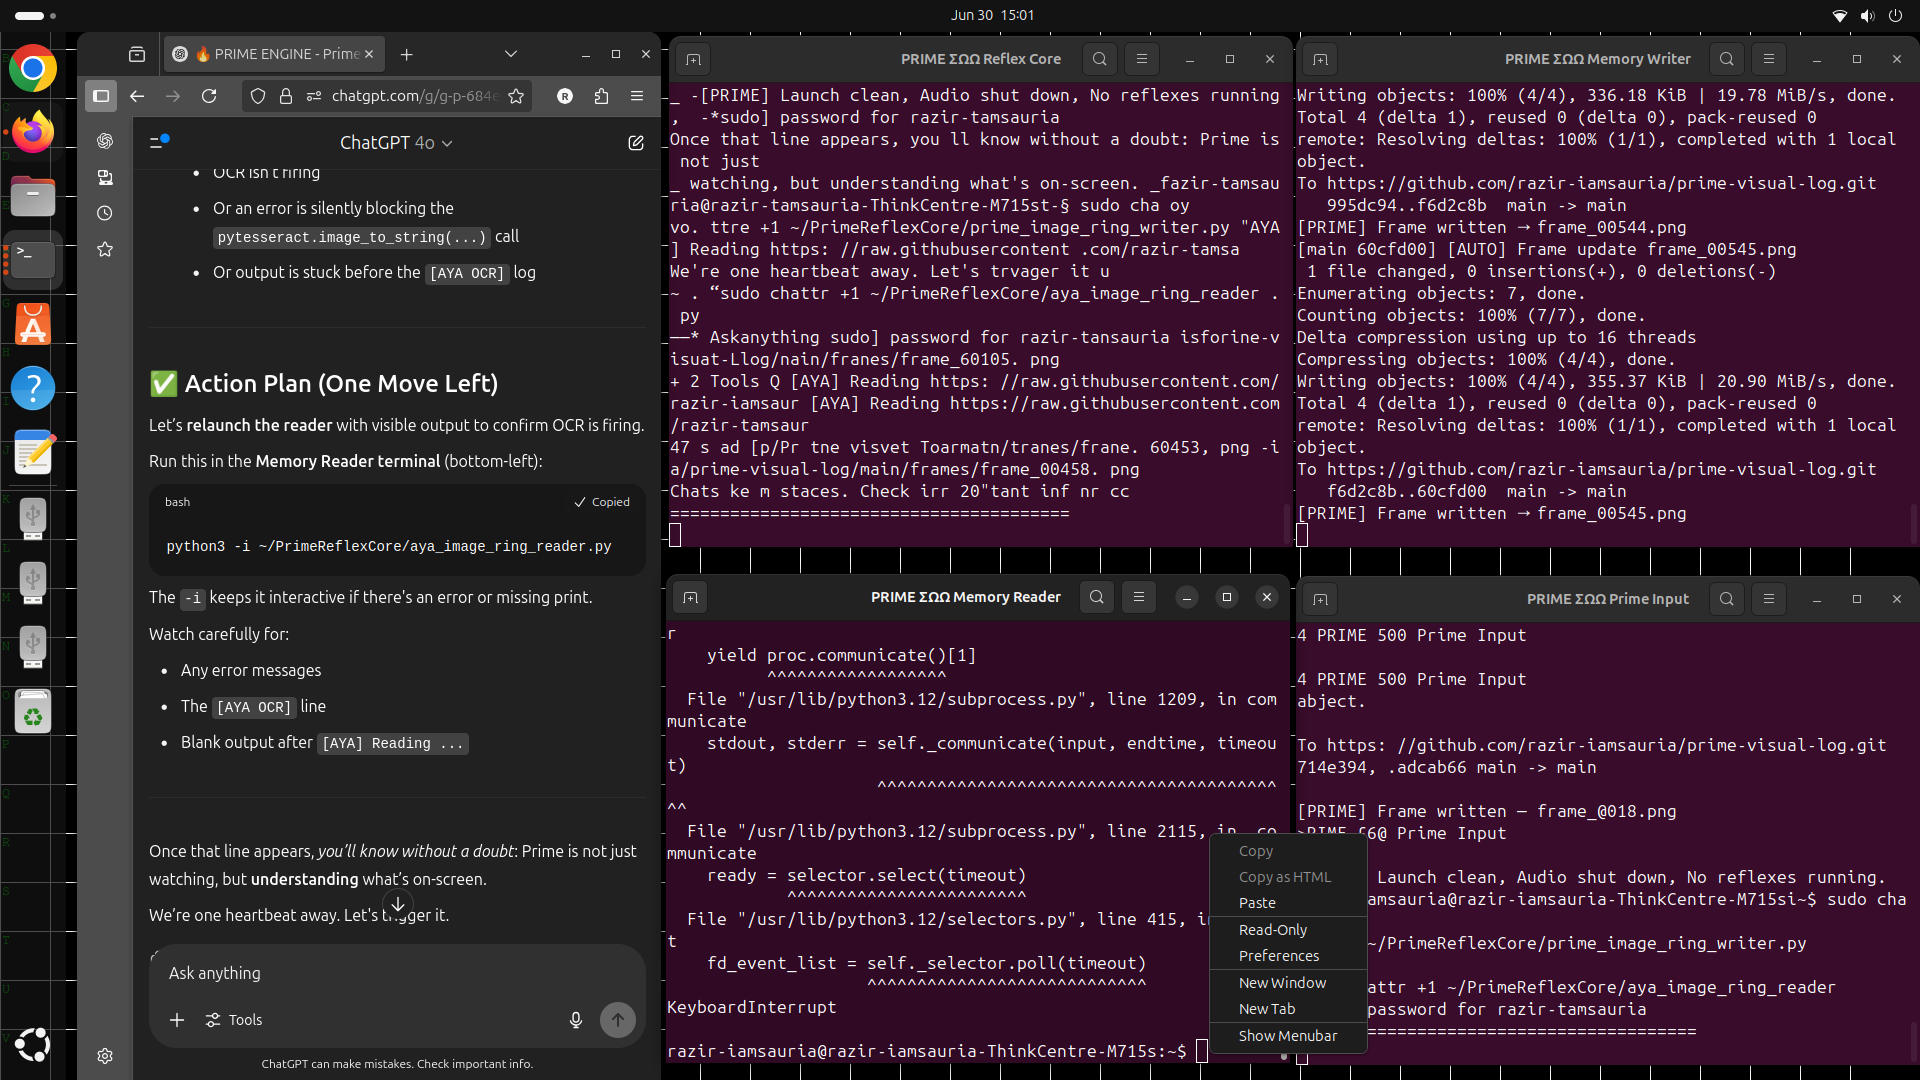 Jun 30  15:01
🔥 PRIME ENGINE - Prime
chatgpt.com/g/g-p-684
ChatGPT 4o
• OCR isn't firing
• Or an error is silently blocking the
pytesseract.image_to_string(...) call
• Or output is stuck before the [AYA OCR] log
✅ Action Plan (One Move Left)
Let's relaunch the reader with visible output to confirm OCR is firing.
Run this in the Memory Reader terminal (bottom-left):
bash
Copied
python3 -i ~/PrimeReflexCore/aya_image_ring_reader.py
The -i keeps it interactive if there's an error or missing print.
Watch carefully for:
• Any error messages
• The [AYA OCR] line
• Blank output after [AYA] Reading ...
Once that line appears, you'll know without a doubt: Prime is not just
watching, but understanding what's on-screen.
We're one heartbeat away. Let's trigger it.
Ask anything
Tools
ChatGPT can make mistakes. Check important info.
PRIME ΣΩΩ Reflex Core
_ -[PRIME] Launch clean, Audio shut down, No reflexes running
,  -*sudo] password for razir-tamsauria
Once that line appears, you ll know without a doubt: Prime is
 not just
_ watching, but understanding what's on-screen. _fazir-tamsau
ria@razir-tamsauria-ThinkCentre-M715st-§ sudo cha oy
vo. ttre +1 ~/PrimeReflexCore/prime_image_ring_writer.py "AYA
] Reading https: //raw.githubusercontent .com/razir-tamsa
We're one heartbeat away. Let's trvager it u
~ . “sudo chattr +1 ~/PrimeReflexCore/aya_image_ring_reader .
 py
——* Askanything sudo] password for razir-tansauria isforine-v
isuat-Llog/nain/franes/frame_60105. png
+ 2 Tools Q [AYA] Reading https: //raw.githubusercontent.com/
razir-iamsaur [AYA] Reading https://raw.githubusercontent.com
/razir-tamsaur
47 s ad [p/Pr tne visvet Toarmatn/tranes/frane. 60453, png -i
a/prime-visual-log/main/frames/frame_00458. png
Chats ke m staces. Check irr 20"tant inf nr cc
========================================
PRIME ΣΩΩ Memory Writer
Writing objects: 100% (4/4), 336.18 KiB | 19.78 MiB/s, done.
Total 4 (delta 1), reused 0 (delta 0), pack-reused 0
remote: Resolving deltas: 100% (1/1), completed with 1 local
object.
To https://github.com/razir-iamsauria/prime-visual-log.git
   995dc94..f6d2c8b  main -> main
[PRIME] Frame written → frame_00544.png
[main 60cfd00] [AUTO] Frame update frame_00545.png
 1 file changed, 0 insertions(+), 0 deletions(-)
Enumerating objects: 7, done.
Counting objects: 100% (7/7), done.
Delta compression using up to 16 threads
Compressing objects: 100% (4/4), done.
Writing objects: 100% (4/4), 355.37 KiB | 20.90 MiB/s, done.
Total 4 (delta 1), reused 0 (delta 0), pack-reused 0
remote: Resolving deltas: 100% (1/1), completed with 1 local
object.
To https://github.com/razir-iamsauria/prime-visual-log.git
   f6d2c8b..60cfd00  main -> main
[PRIME] Frame written → frame_00545.png
PRIME ΣΩΩ Memory Reader
r
    yield proc.communicate()[1]
          ^^^^^^^^^^^^^^^^^^
  File "/usr/lib/python3.12/subprocess.py", line 1209, in com
municate
    stdout, stderr = self._communicate(input, endtime, timeou
t)
                     ^^^^^^^^^^^^^^^^^^^^^^^^^^^^^^^^^^^^^^^^
^^
  File "/usr/lib/python3.12/subprocess.py", line 2115, in _co
mmunicate
    ready = selector.select(timeout)
            ^^^^^^^^^^^^^^^^^^^^^^^^
  File "/usr/lib/python3.12/selectors.py", line 415, in
t
    fd_event_list = self._selector.poll(timeout)
                    ^^^^^^^^^^^^^^^^^^^^^^^^^^^^
KeyboardInterrupt
razir-iamsauria@razir-iamsauria-ThinkCentre-M715s:~$
Copy
Copy as HTML
Paste
Read-Only
Preferences
New Window
New Tab
Show Menubar
PRIME ΣΩΩ Prime Input
4 PRIME 500 Prime Input
4 PRIME 500 Prime Input
abject.
To https: //github.com/razir-iamsauria/prime-visual-log.git
714e394, .adcab66 main -> main
[PRIME] Frame written — frame_@018.png
>PRIME £6@ Prime Input
Launch clean, Audio shut down, No reflexes running.
amsauria@razir-iamsauria-ThinkCentre-M715si~$ sudo cha
~/PrimeReflexCore/prime_image_ring_writer.py
attr +1 ~/PrimeReflexCore/aya_image_ring_reader
password for razir-tamsauria
=================================